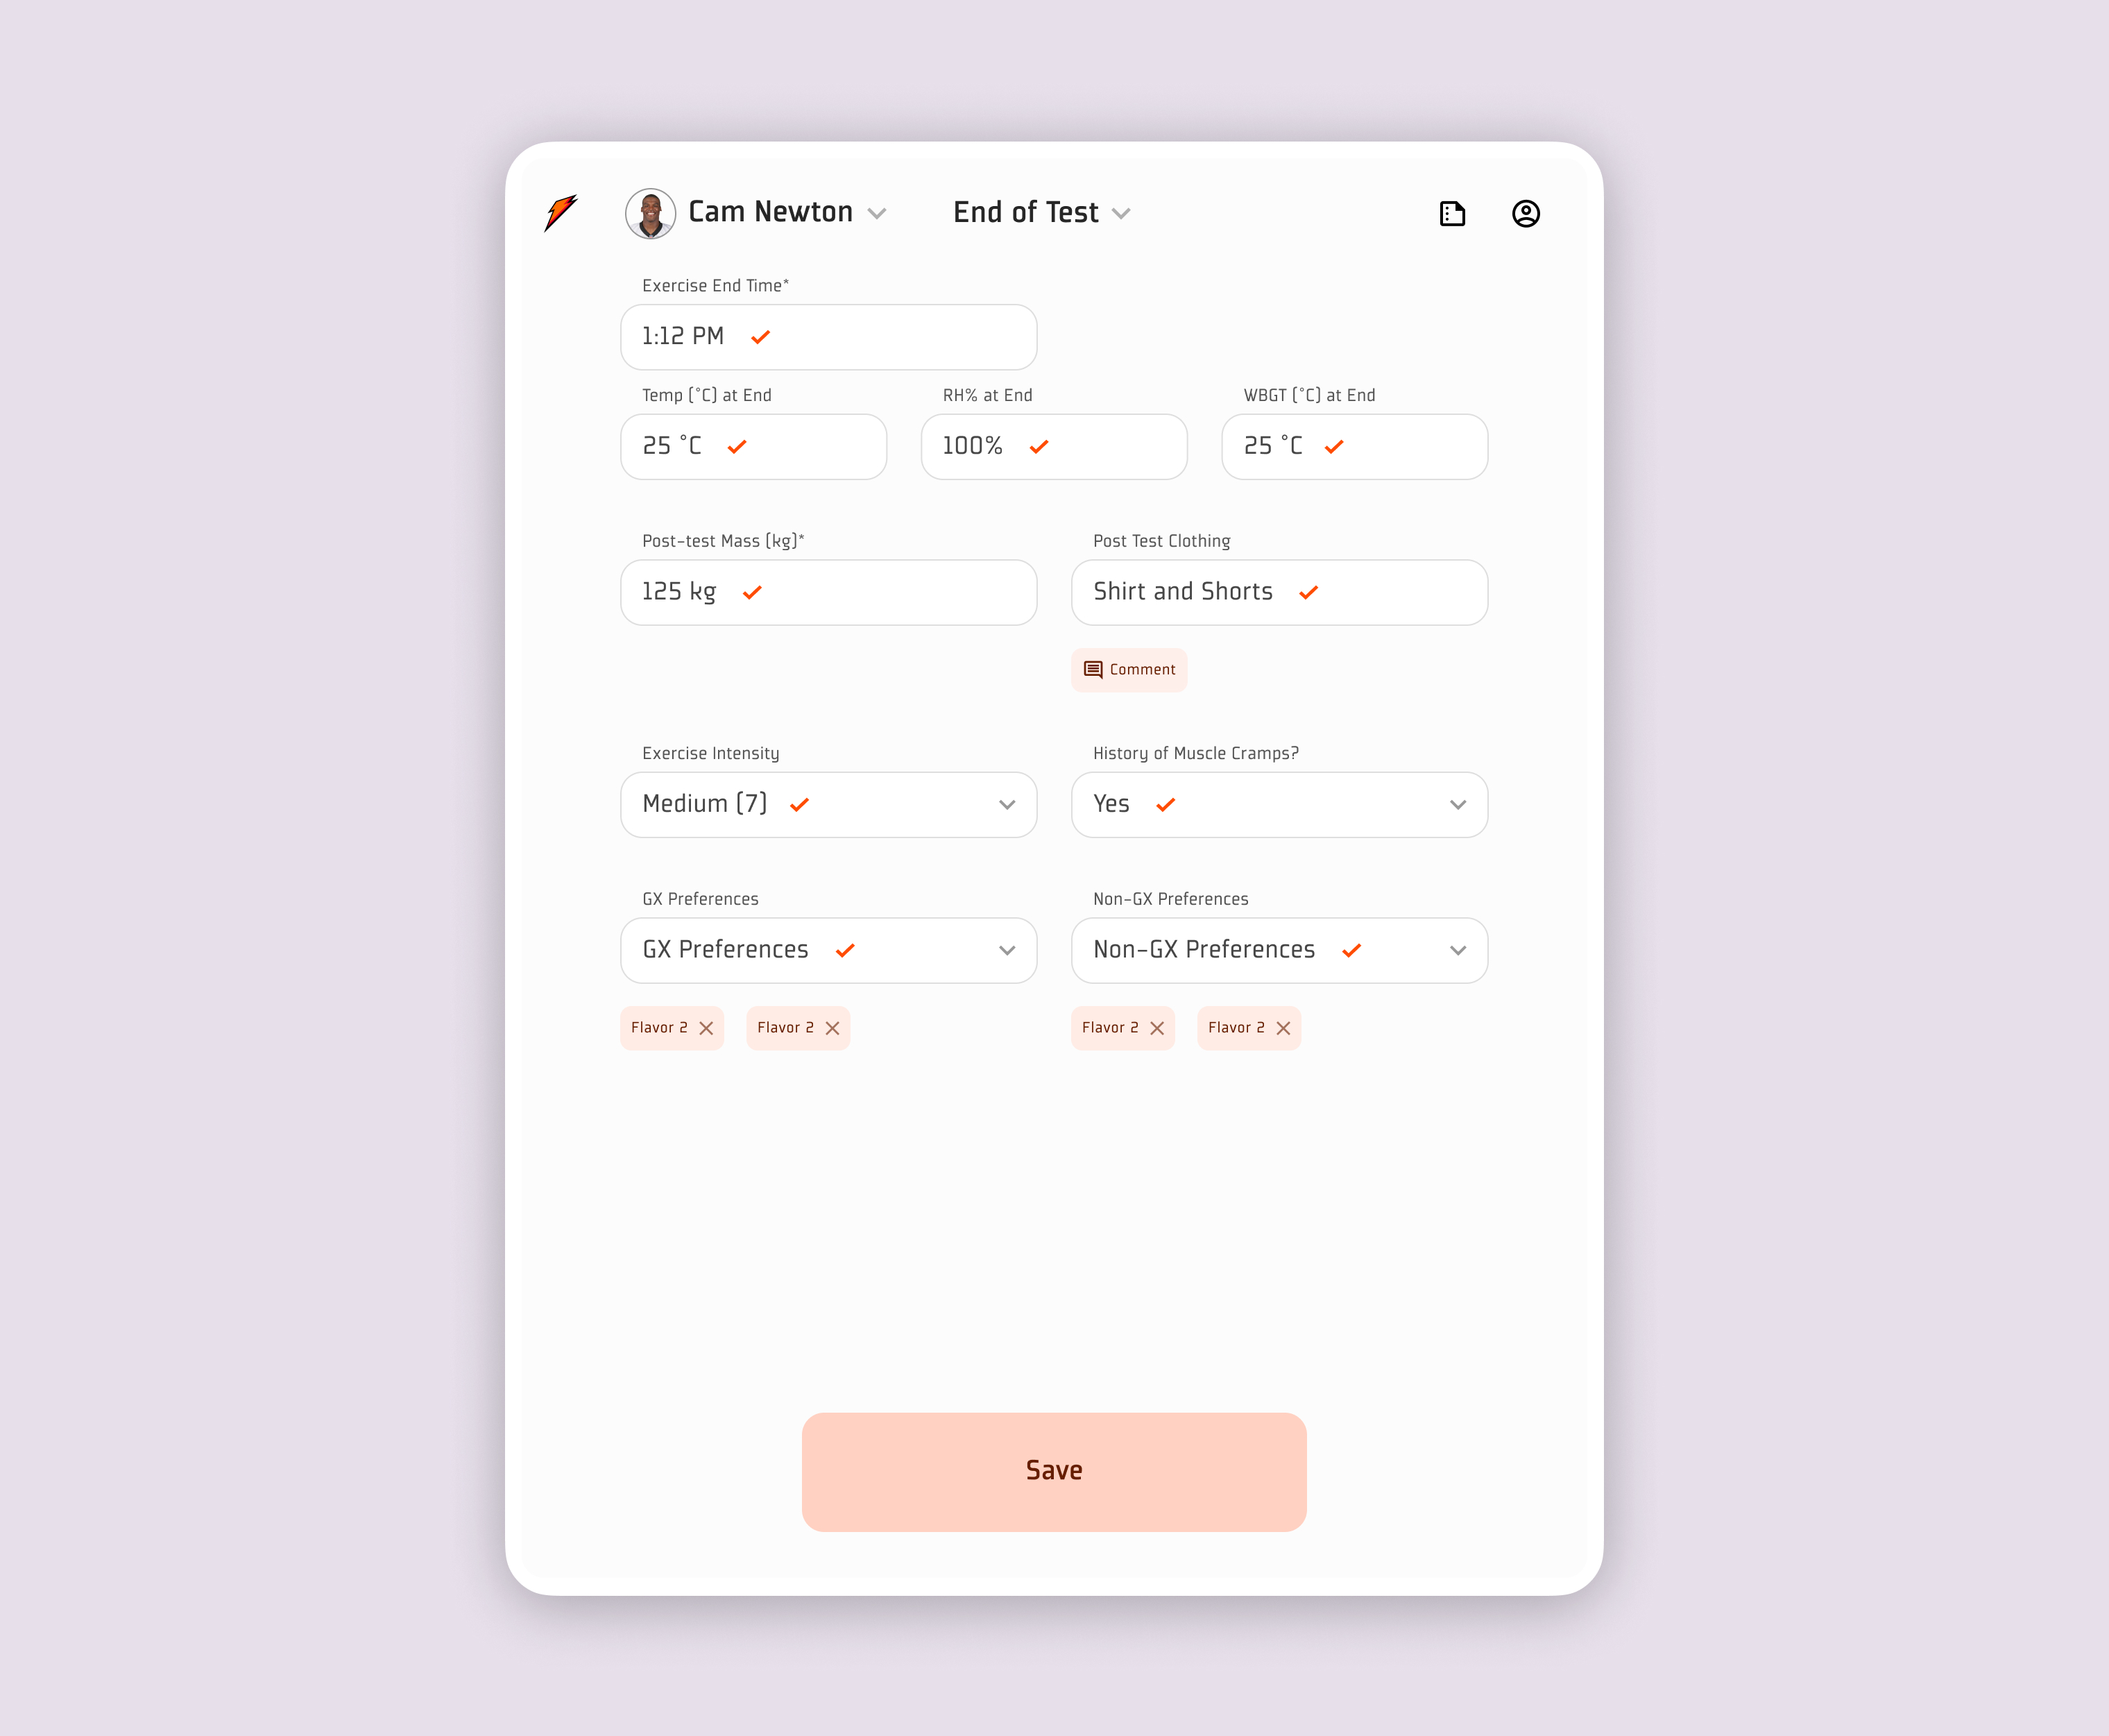 Cam Newton
End of Test
Exercise End Time*
1:12 PM
Temp (°C) at End
RH% at End
WBGT (°C) at End
25 °C
100%
25 °C
Post-test Mass (kg)*
Post Test Clothing
125 kg
Shirt and Shorts
Comment
Exercise Intensity
History of Muscle Cramps?
Medium (7)
Yes
GX Preferences
Non-GX Preferences
GX Preferences
Non-GX Preferences
Flavor 2
Flavor 2
Flavor 2
Flavor 2
Save